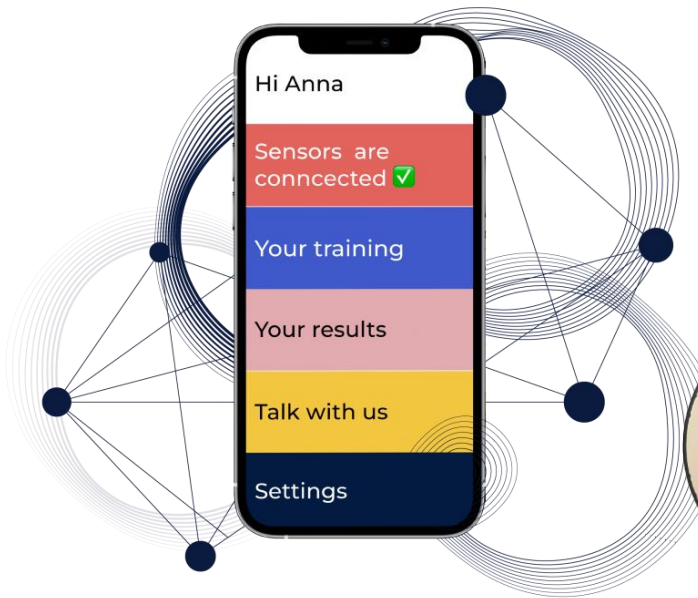 Hi Anna
Sensors are
conncected ✅
Your training
Your results
Talk with us
Settings